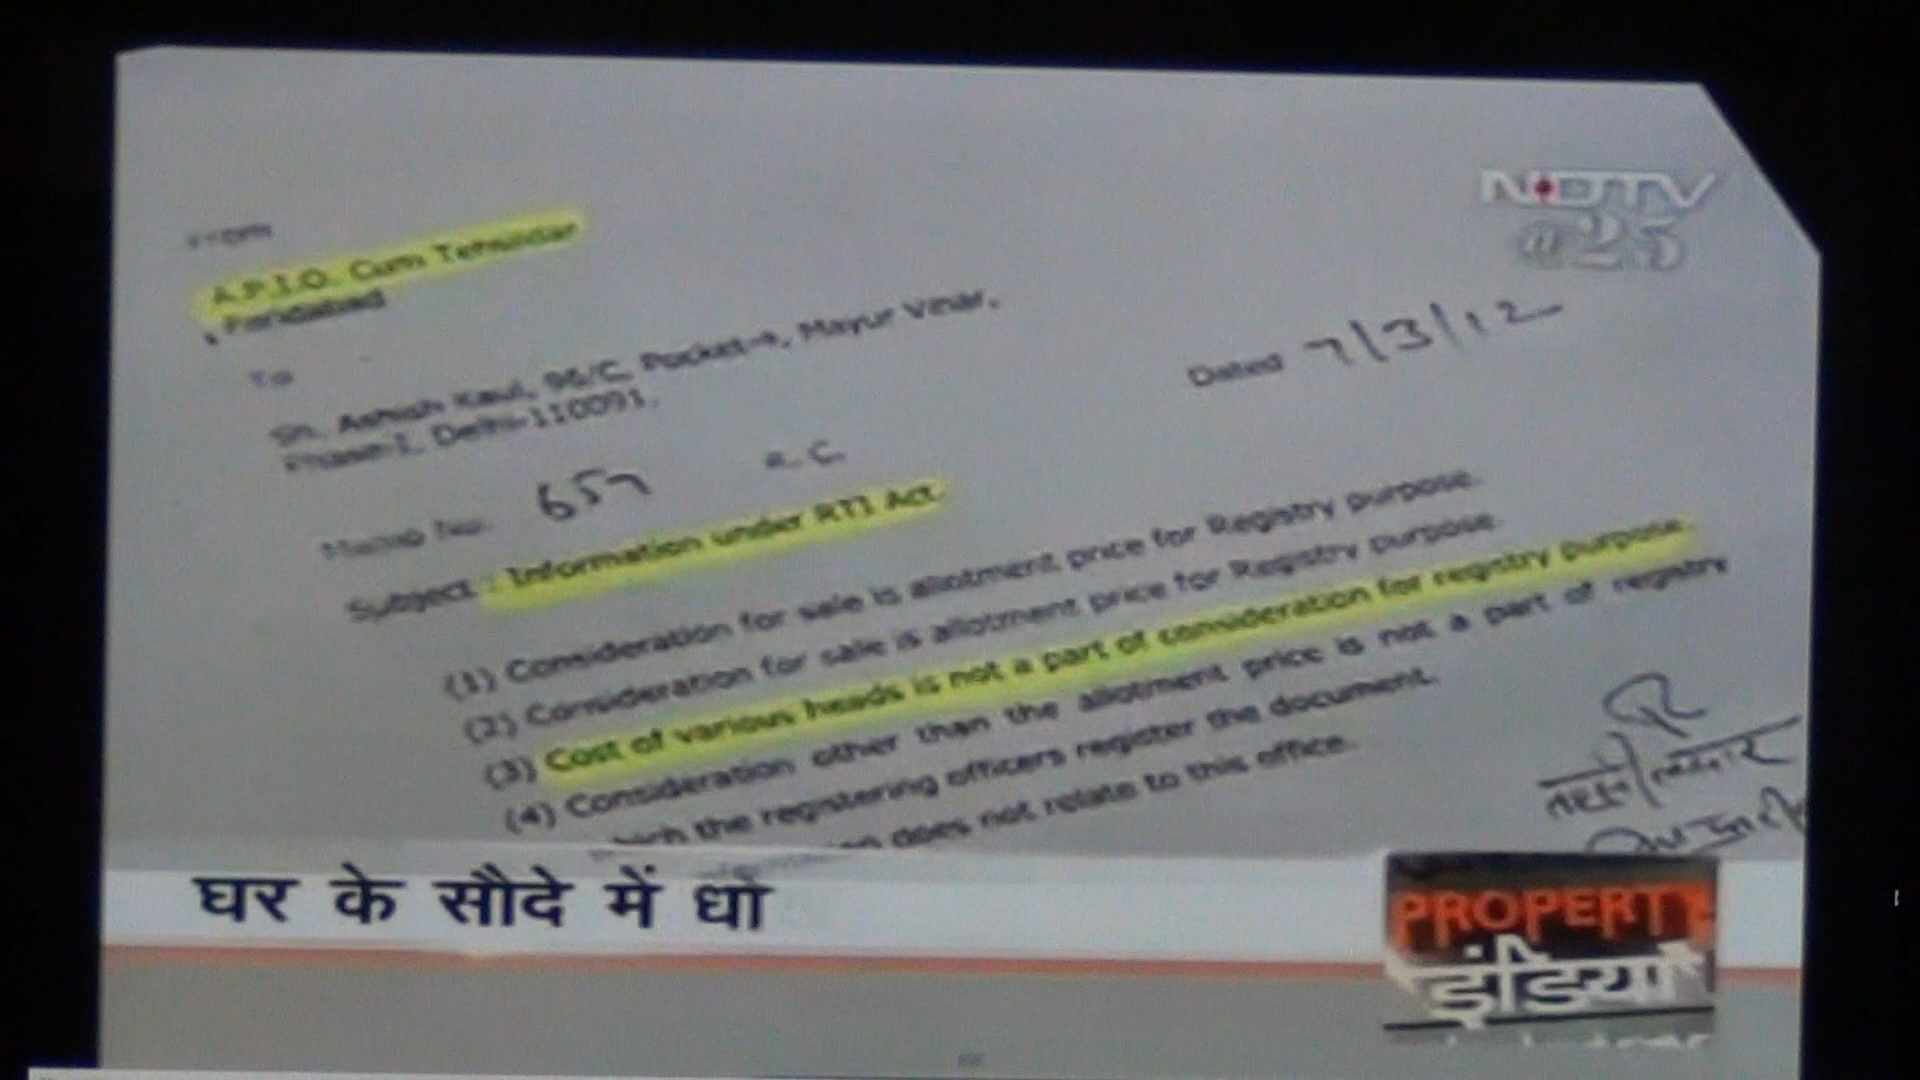 From
A.P.I.O. Cum Tehsildar
Faridabad
To
Sh. Ashish Kaul, 96/C, Pocket-4, Mayur Vihar,
Phase-I, Delhi-110091.
Dated 7/3/12
Memo No. 657 R.C.
Subject : Information under RTI Act.
(1) Consideration for sale is allotment price for Registry purpose.
(2) Consideration for sale is allotment price for Registry purpose.
(3) Cost of various heads is not a part of consideration for registry purpose.
(4) Consideration other than the allotment price is not a part of registry
the registering officers register the document.
does not relate to this office.
NDTV
@25
घर के सौदे में धो
PROPERTY
इंडिया